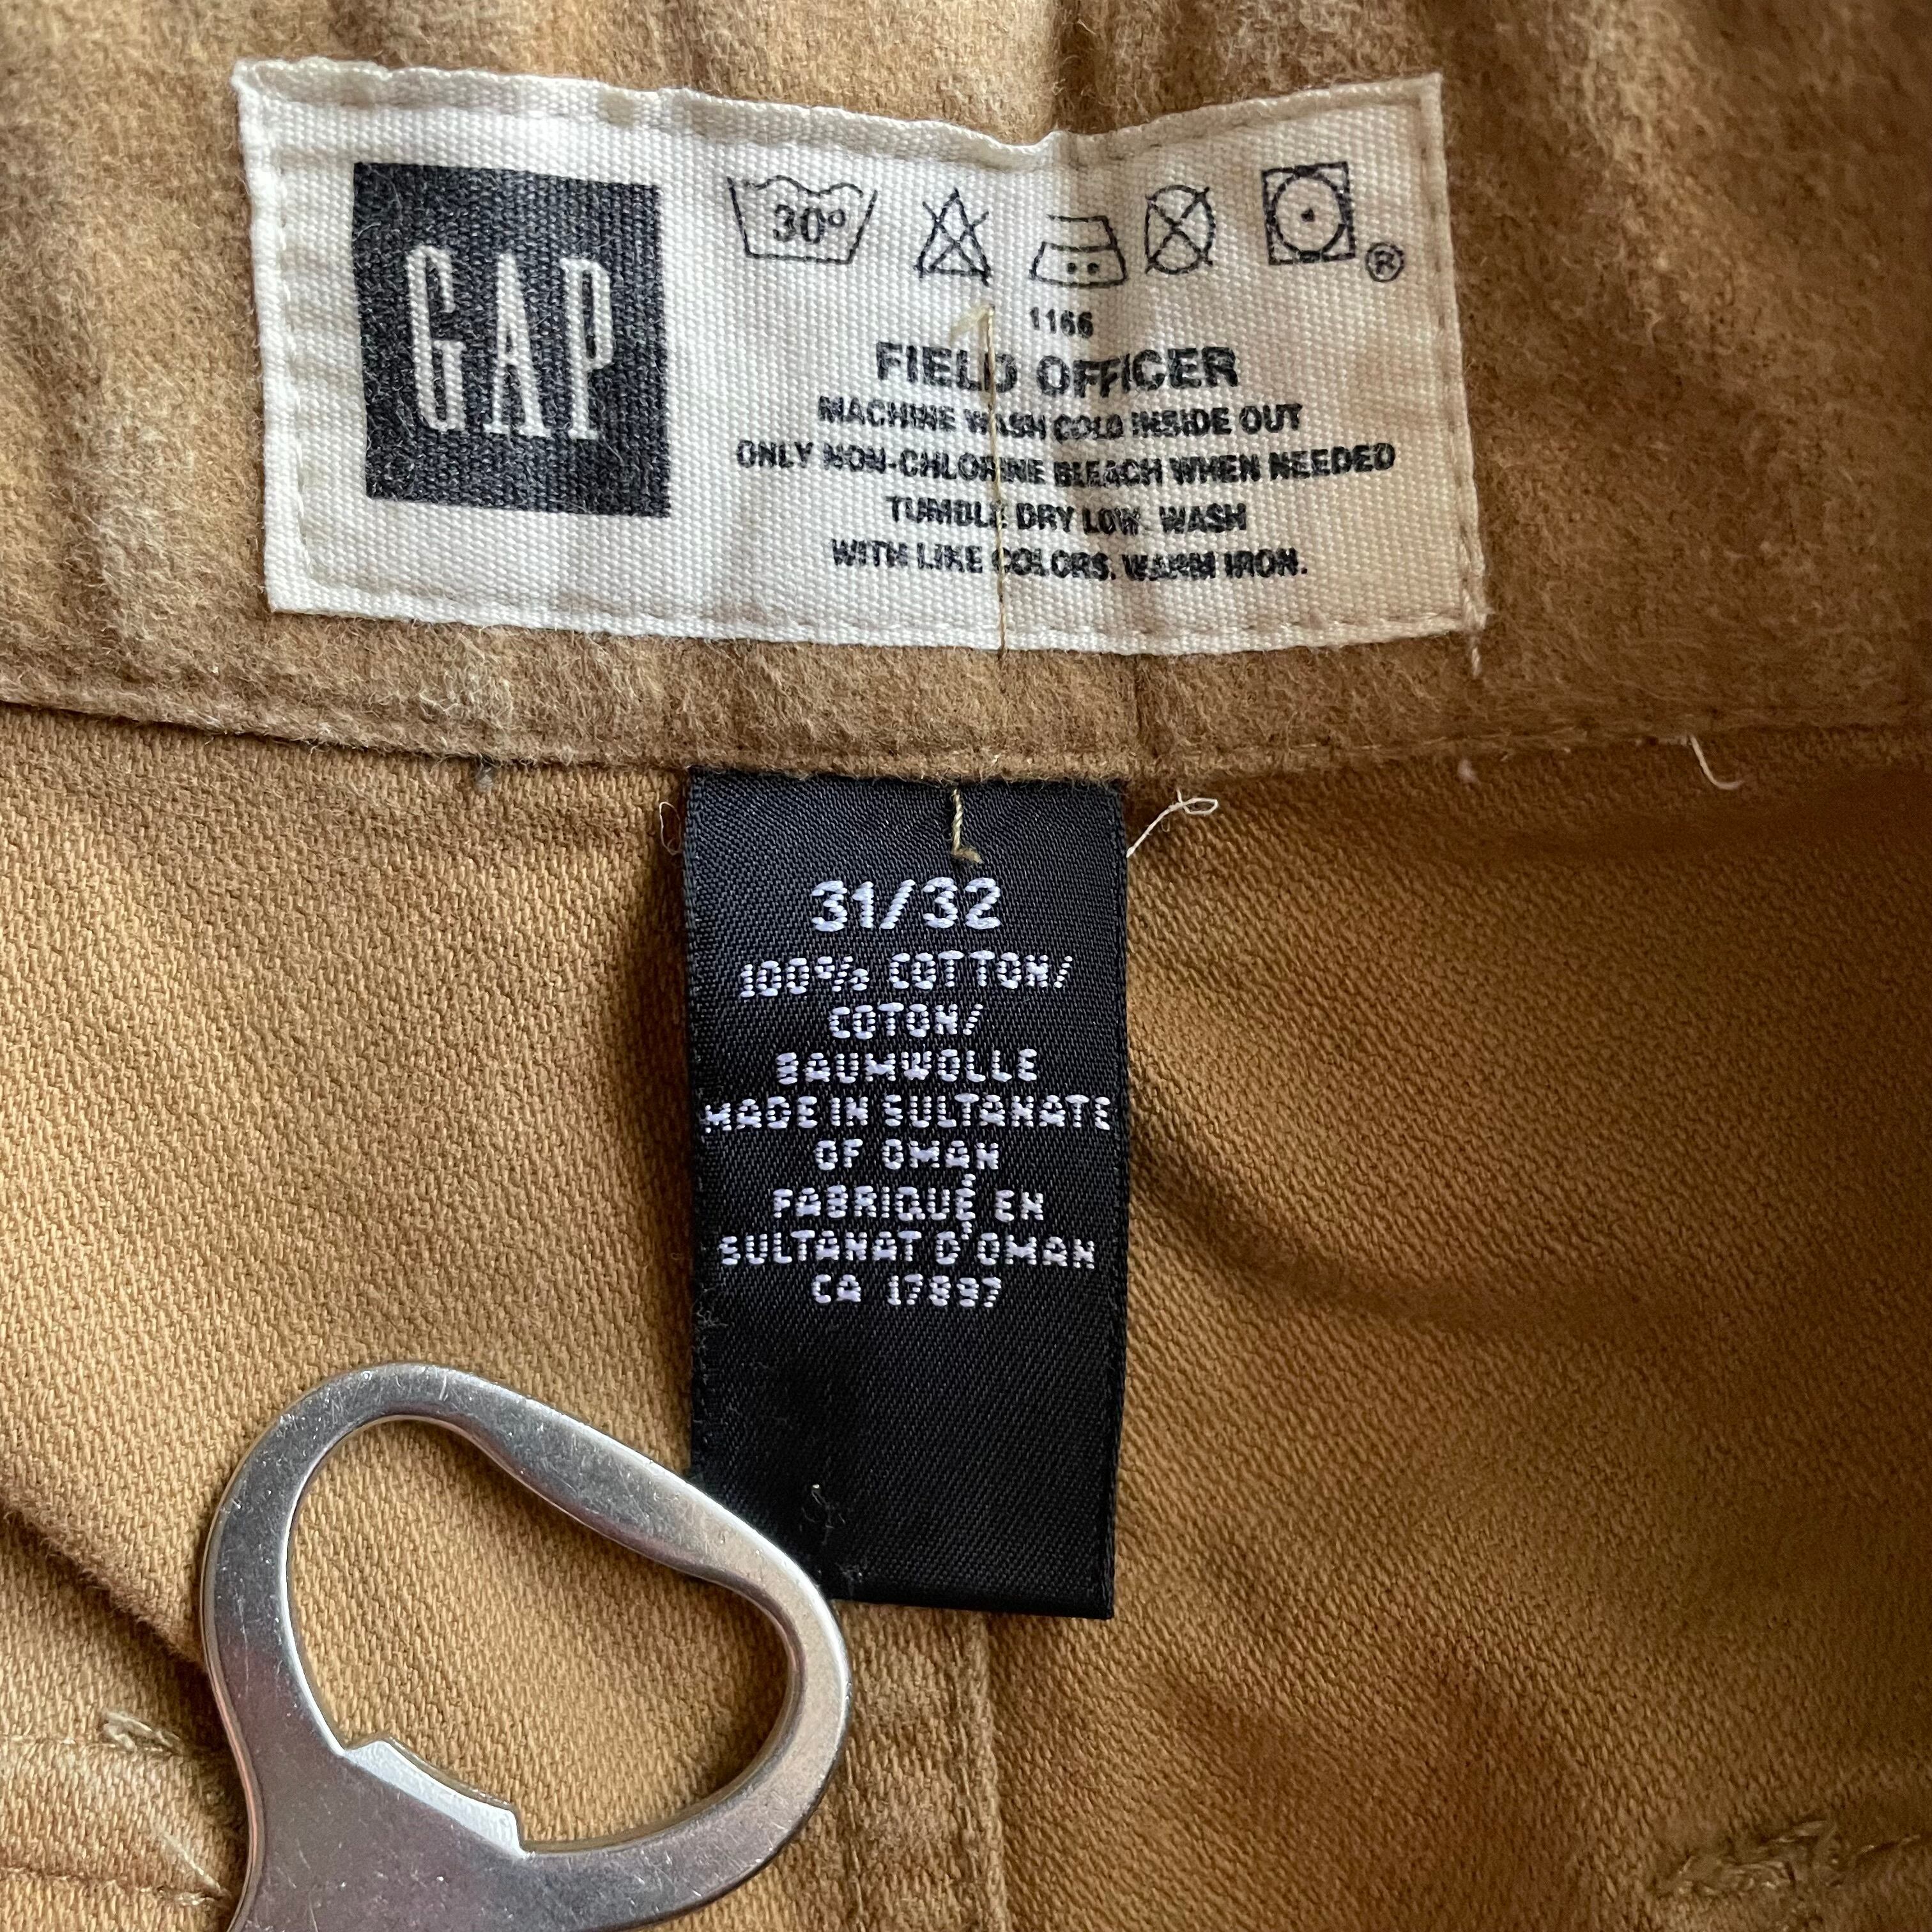 GAP
30°
®
1166
FIELD OFFICER
MACHINE WASH COLD INSIDE OUT
ONLY NON-CHLORINE BLEACH WHEN NEEDED
TUMBLE DRY LOW. WASH
WITH LIKE COLORS. WARM IRON.
31/32
100% COTTON/
COTON/
BAUMWOLLE
MADE IN SULTANATE
OF OMAN
FABRIQUÉ EN
SULTANAT D'OMAN
CA 17897